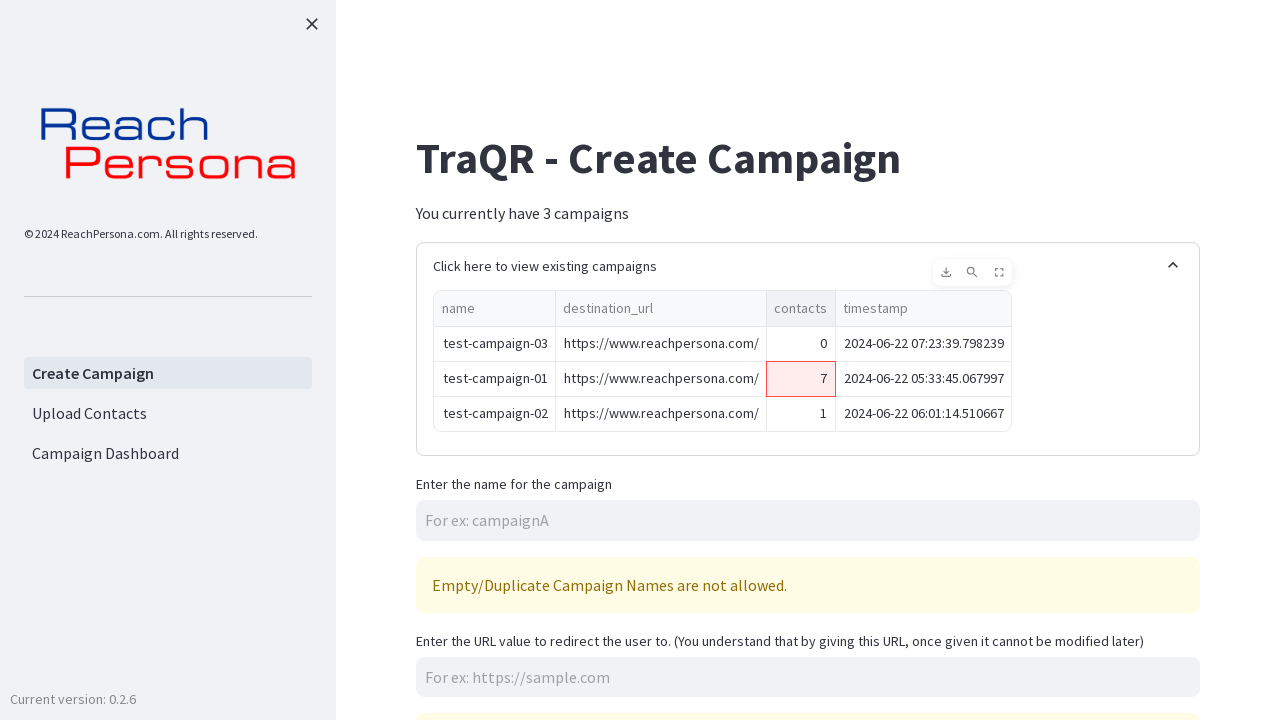 Reach
Persona
© 2024 ReachPersona.com. All rights reserved.
Create Campaign
Upload Contacts
Campaign Dashboard
Current version: 0.2.6
TraQR - Create Campaign
You currently have 3 campaigns
Click here to view existing campaigns
name destination_url contacts timestamp
test-campaign-03 https://www.reachpersona.com/ 0 2024-06-22 07:23:39.798239
test-campaign-01 https://www.reachpersona.com/ 7 2024-06-22 05:33:45.067997
test-campaign-02 https://www.reachpersona.com/ 1 2024-06-22 06:01:14.510667
Enter the name for the campaign
For ex: campaignA
Empty/Duplicate Campaign Names are not allowed.
Enter the URL value to redirect the user to. (You understand that by giving this URL, once given it cannot be modified later)
For ex: https://sample.com